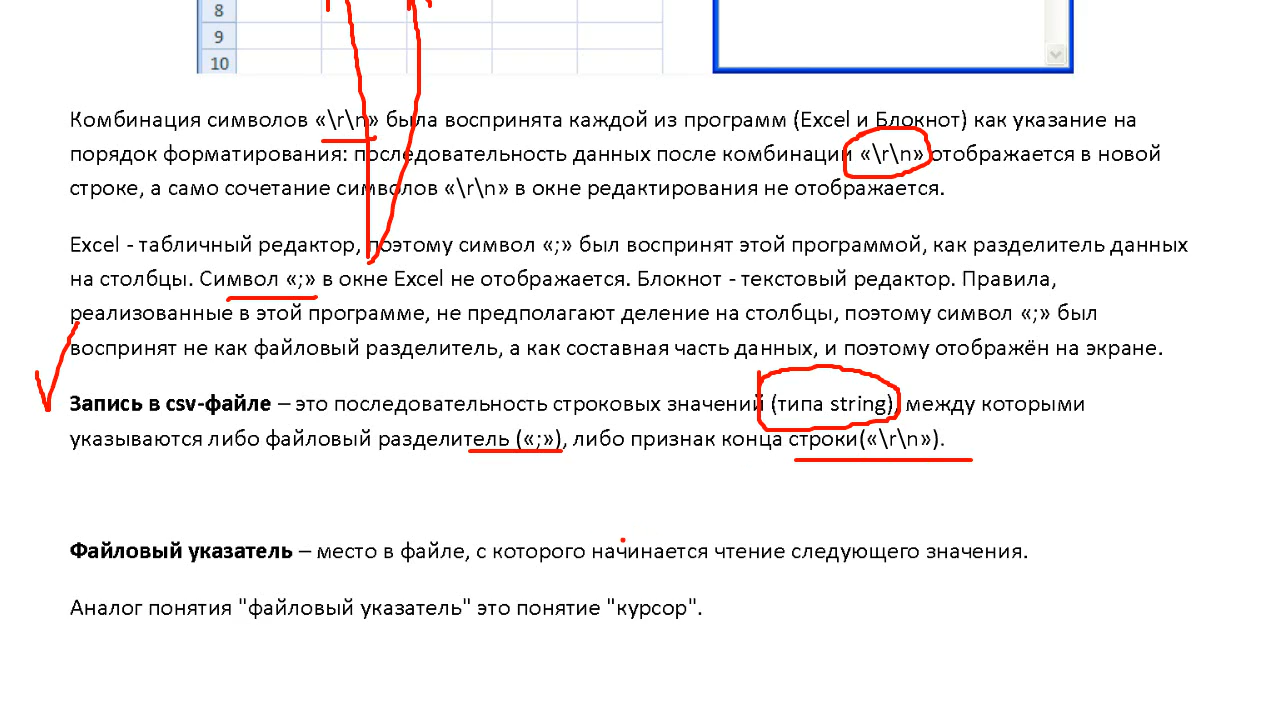 8
9
10
Комбинация символов «\r\n» была воспринята каждой из программ (Excel и Блокнот) как указание на
порядок форматирования: последовательность данных после комбинации «\r\n» отображается в новой
строке, а само сочетание символов «\r\n» в окне редактирования не отображается.
Excel - табличный редактор, поэтому символ «;» был воспринят этой программой, как разделитель данных
на столбцы. Символ «;» в окне Excel не отображается. Блокнот - текстовый редактор. Правила,
реализованные в этой программе, не предполагают деление на столбцы, поэтому символ «;» был
воспринят не как файловый разделитель, а как составная часть данных, и поэтому отображён на экране.
Запись в csv-файле – это последовательность строковых значений (типа string), между которыми
указываются либо файловый разделитель («;»), либо признак конца строки(«\r\n»).
Файловый указатель – место в файле, с которого начинается чтение следующего значения.
Аналог понятия "файловый указатель" это понятие "курсор".